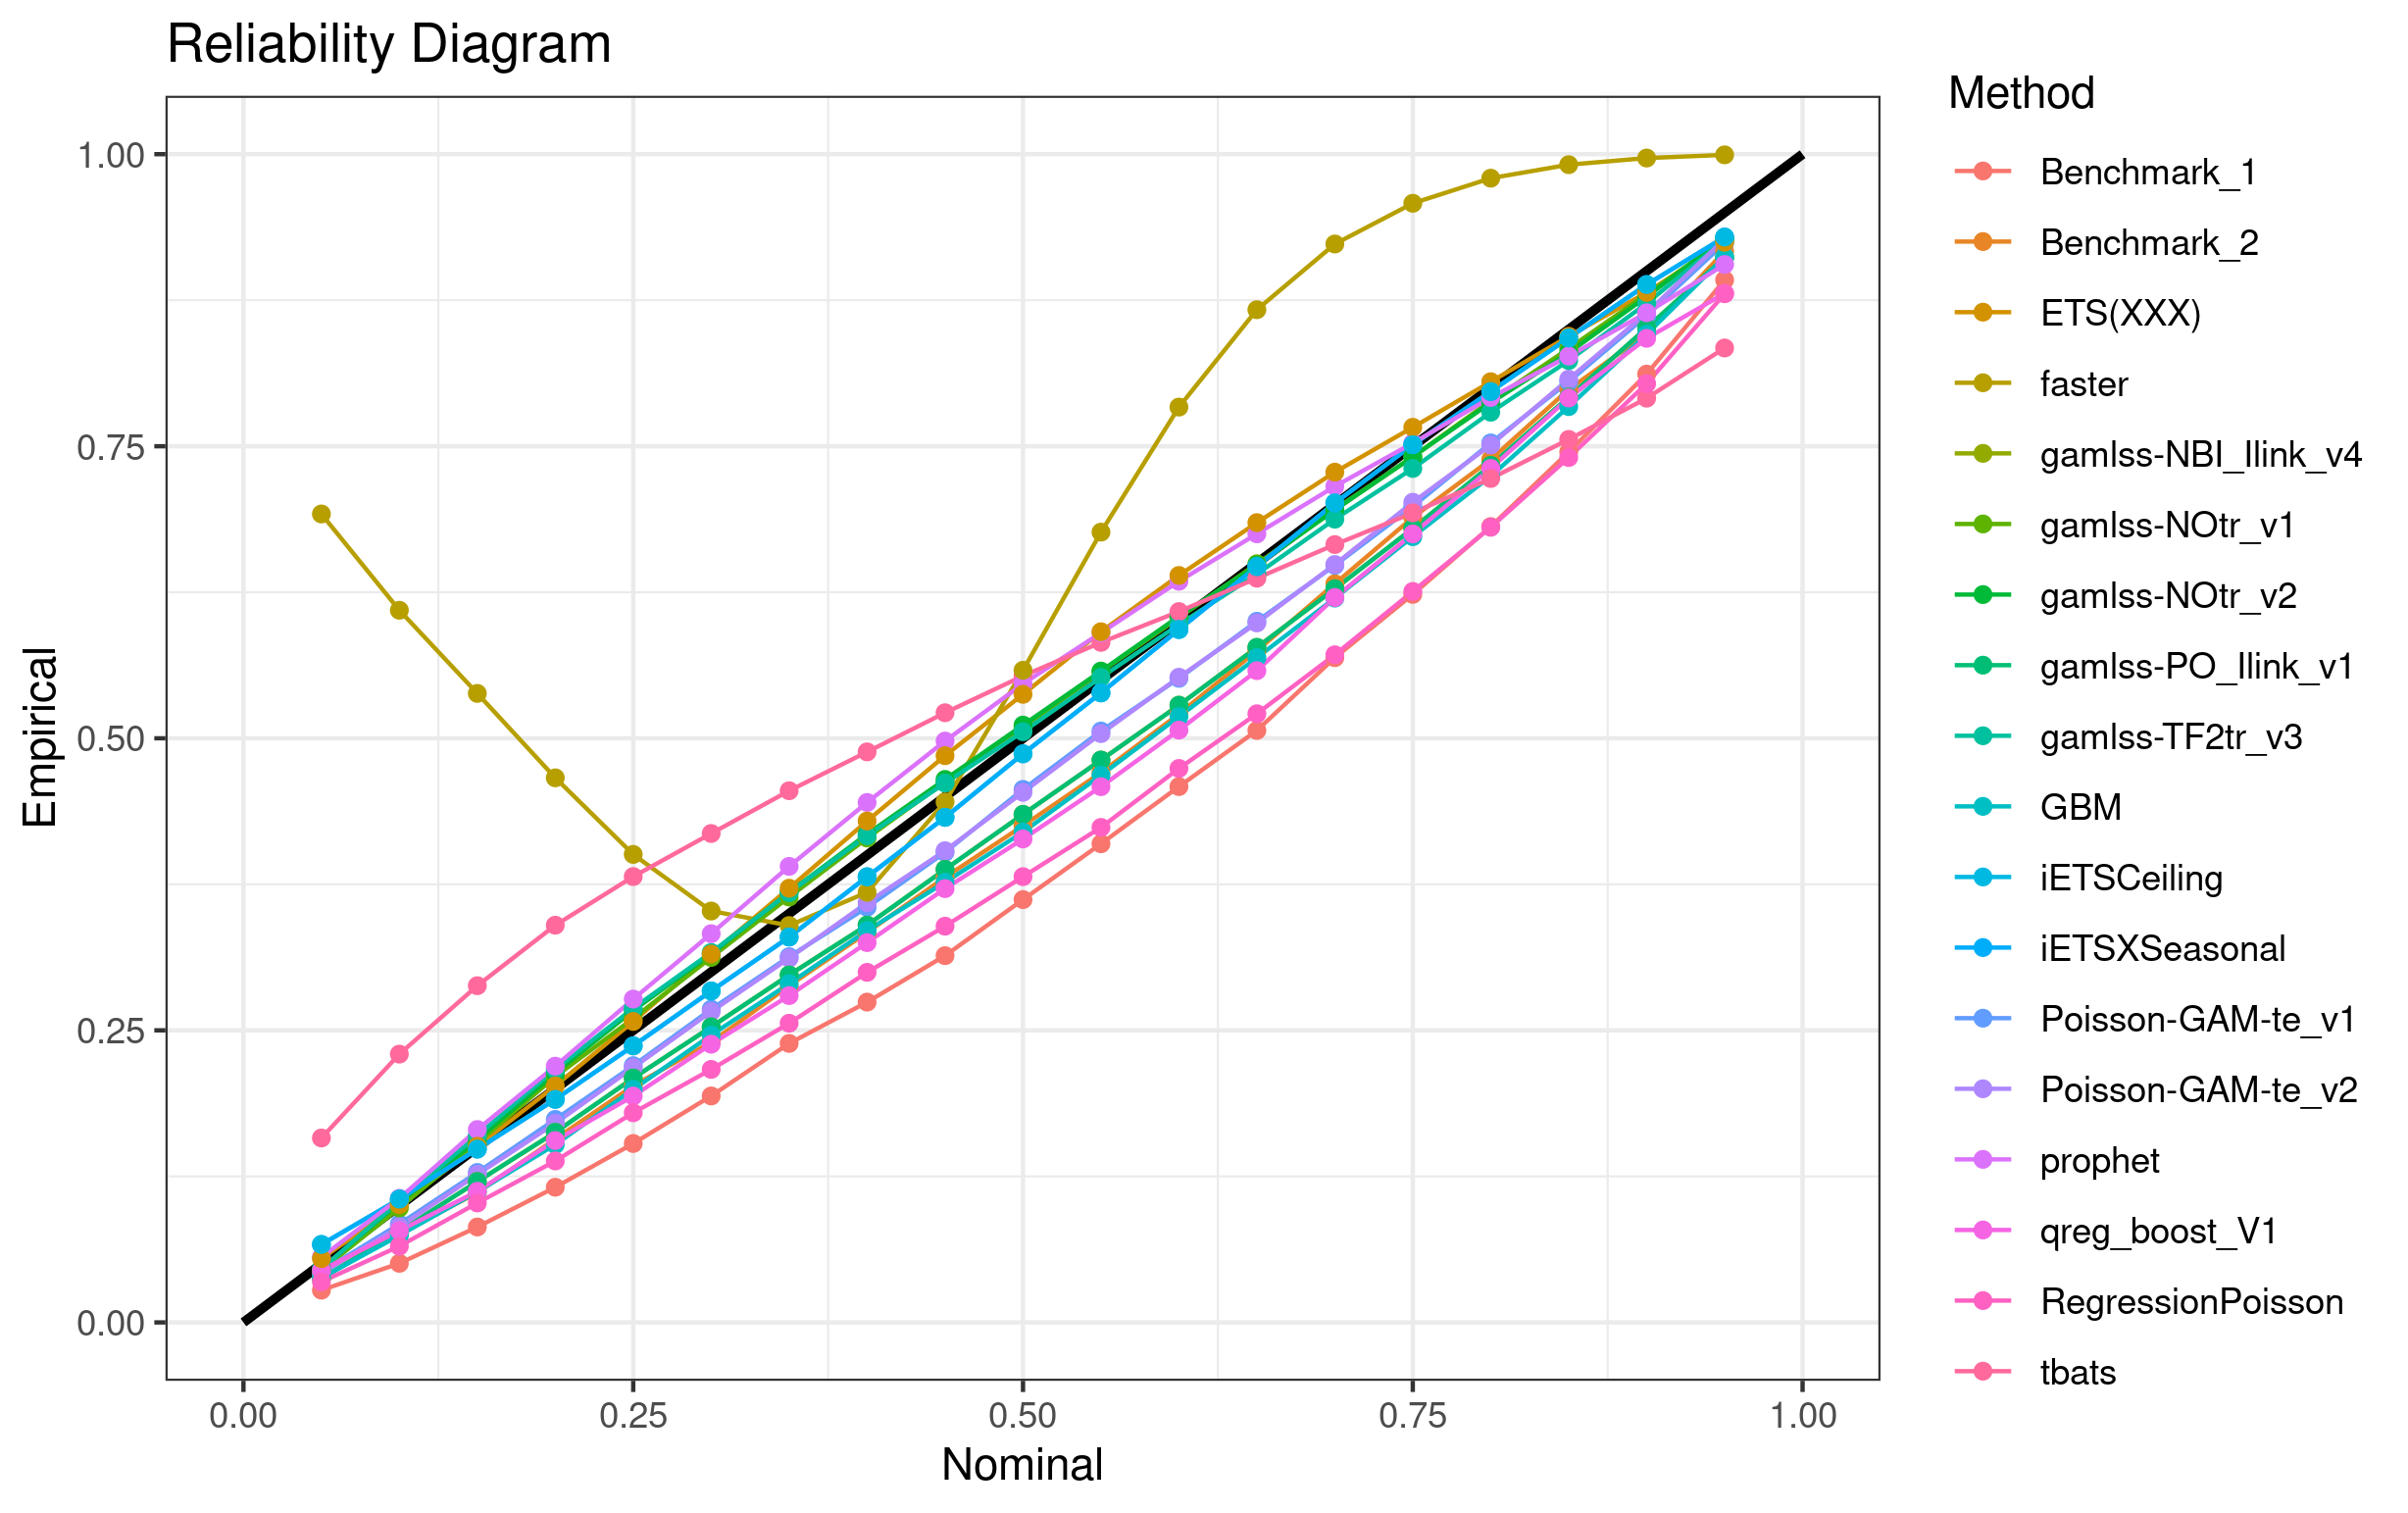 Reliability Diagram
Empirical
1.00
0.75
0.50
0.25
0.00
0.00 0.25 0.50 0.75 1.00
Nominal
Method
Benchmark_1
Benchmark_2
ETS(XXX)
faster
gamlss-NBI_llink_v4
gamlss-NOtr_v1
gamlss-NOtr_v2
gamlss-PO_llink_v1
gamlss-TF2tr_v3
GBM
iETSCeiling
iETSXSeasonal
Poisson-GAM-te_v1
Poisson-GAM-te_v2
prophet
qreg_boost_V1
RegressionPoisson
tbats